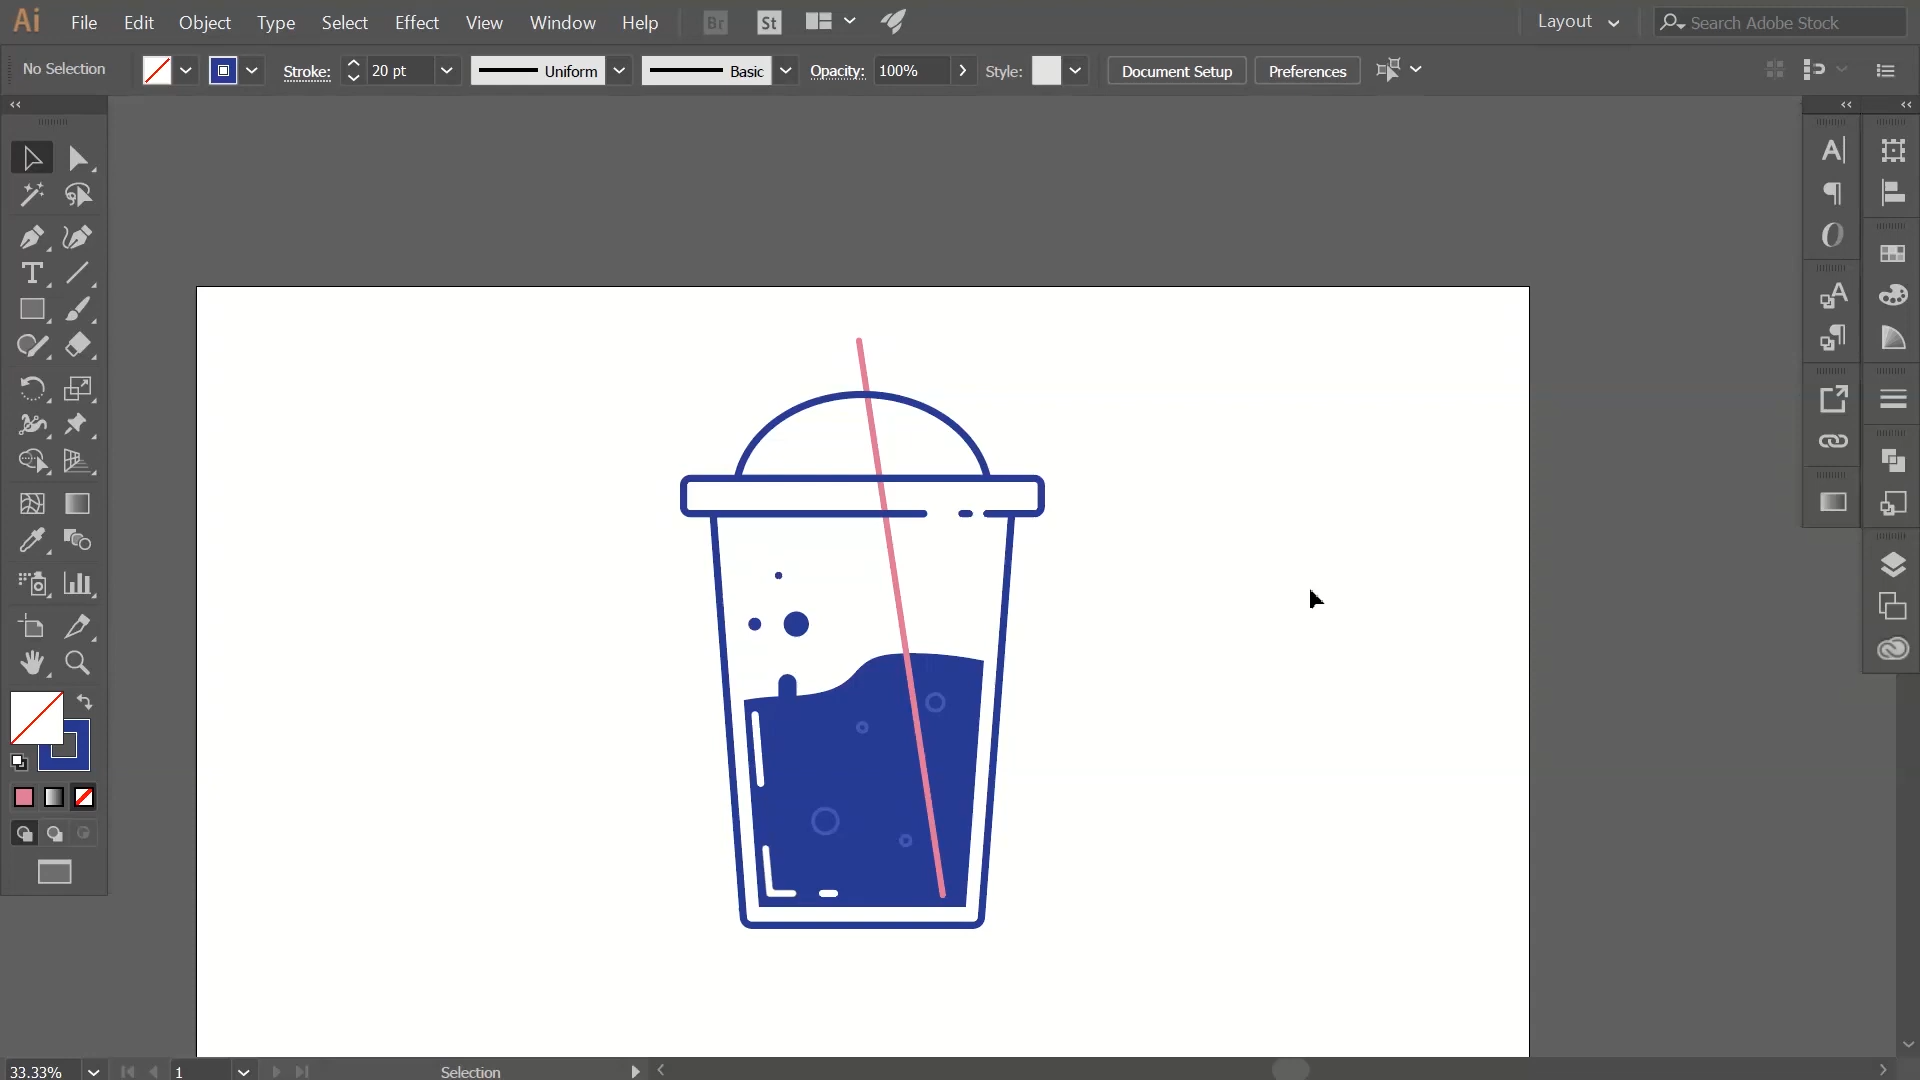 Ai File Edit Object Type Select Effect View Window Help Br St Layout Search Adobe Stock
No Selection Stroke: 20 pt Uniform Basic Opacity: 100% Style: Document Setup Preferences
33.33% 1 Selection